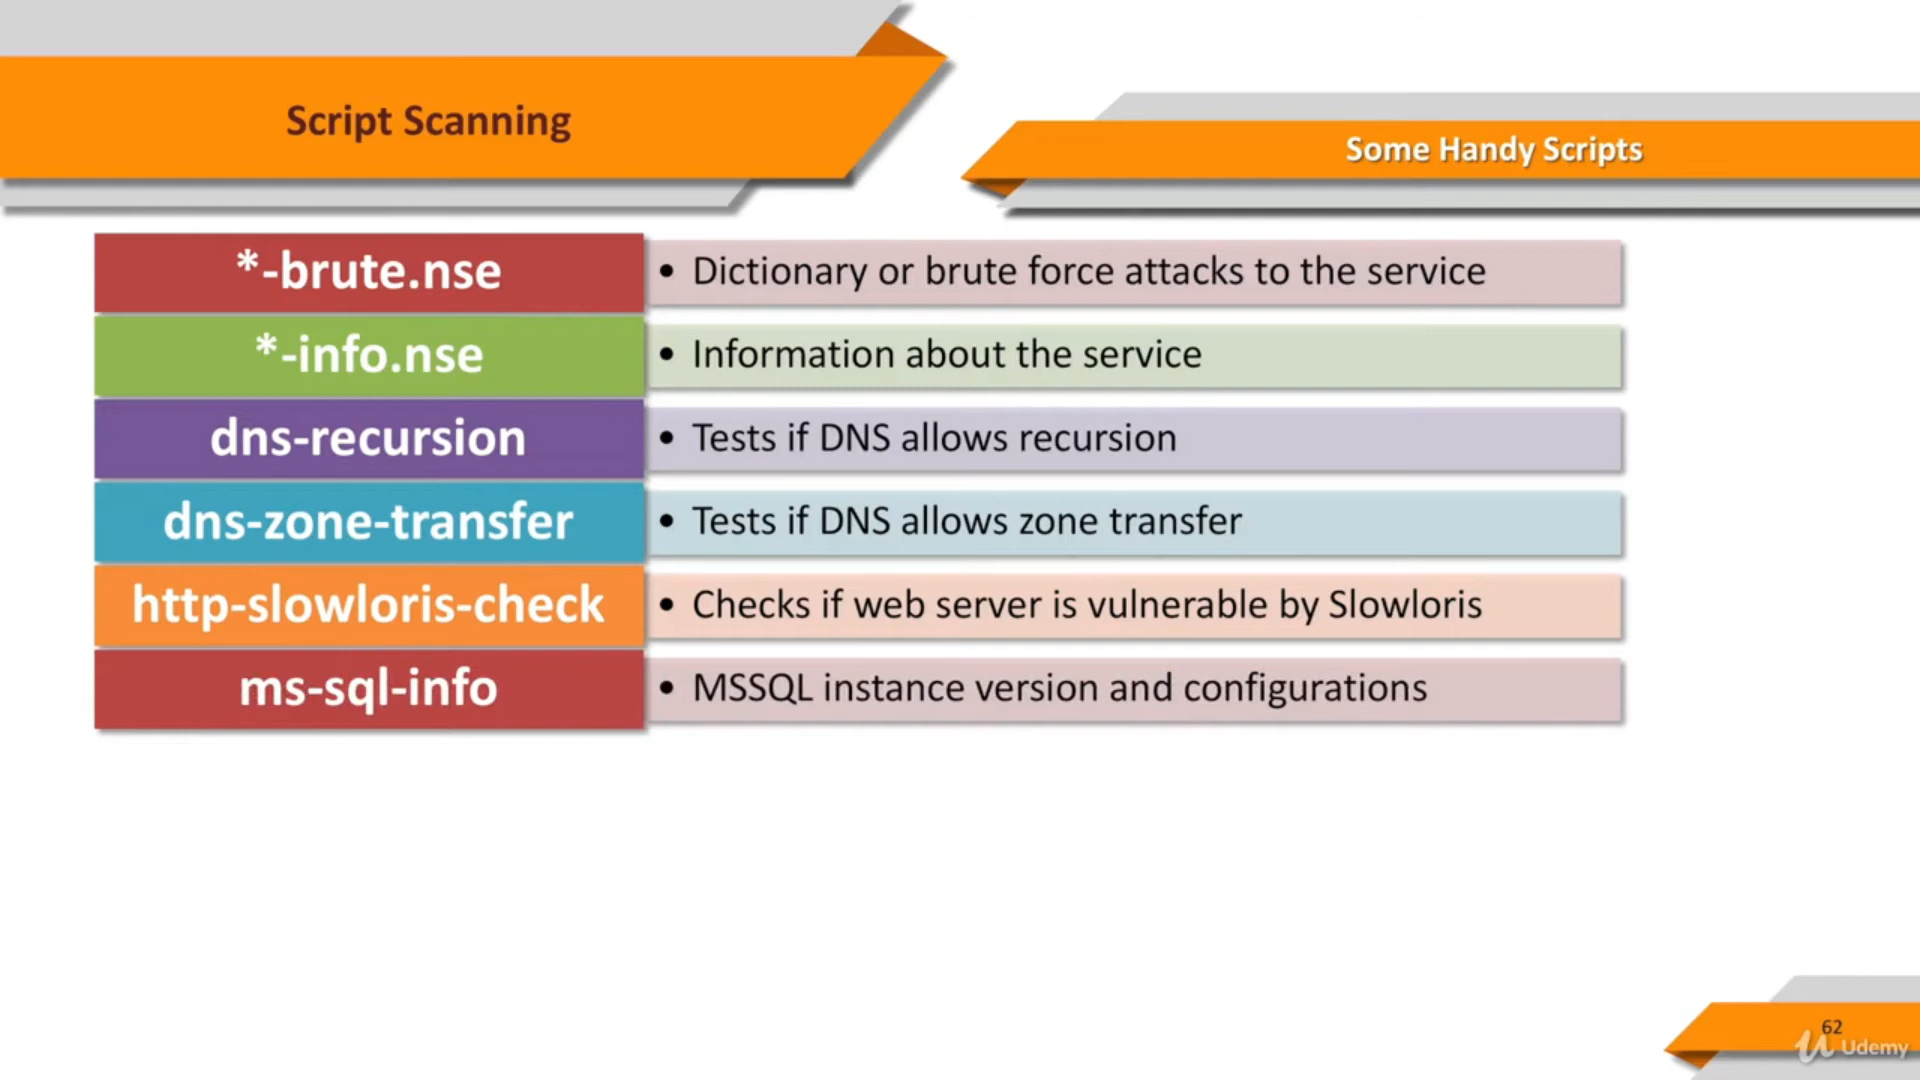 Script Scanning
Some Handy Scripts
*-brute.nse
• Dictionary or brute force attacks to the service
*-info.nse
• Information about the service
dns-recursion
• Tests if DNS allows recursion
dns-zone-transfer
• Tests if DNS allows zone transfer
http-slowloris-check
• Checks if web server is vulnerable by Slowloris
ms-sql-info
• MSSQL instance version and configurations
62
Udemy